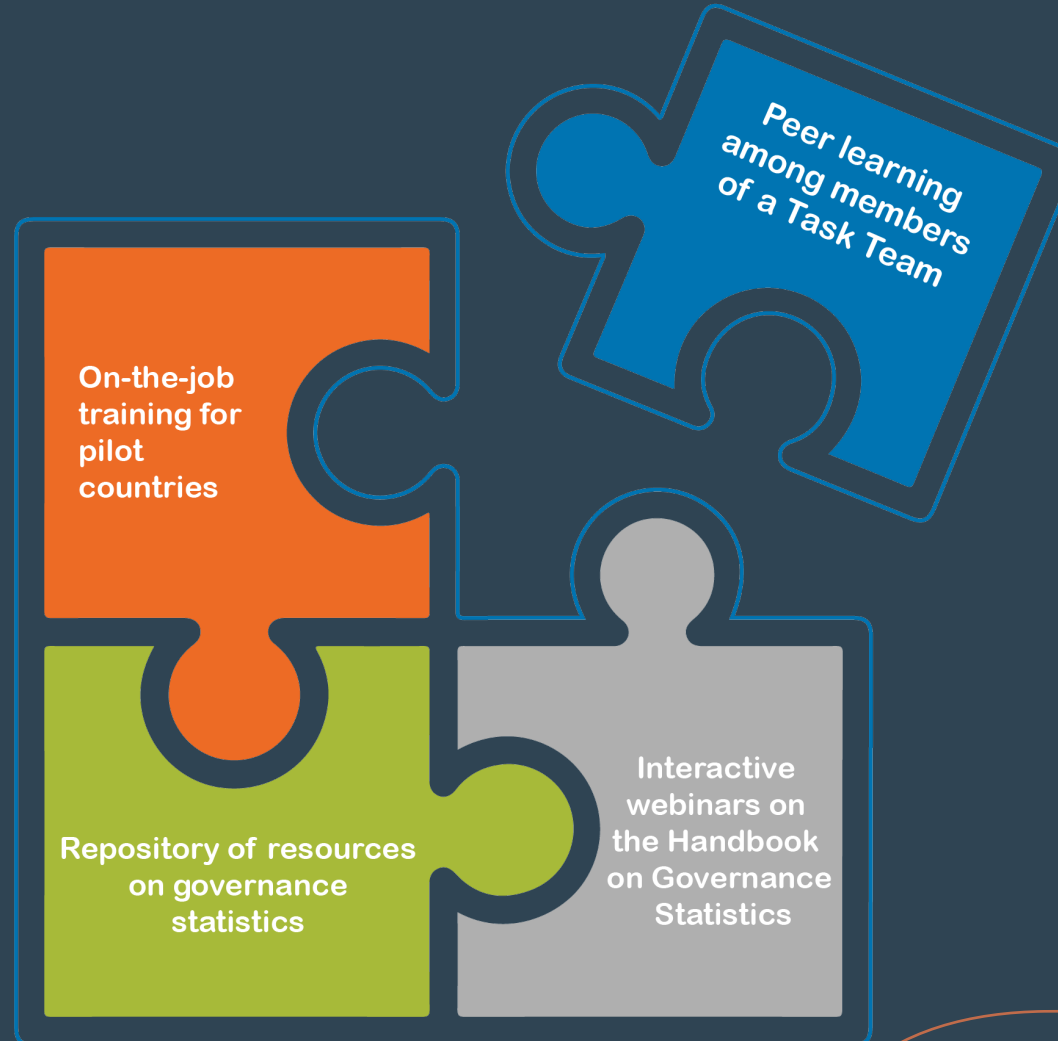 Peer learning
among members
of a Task Team
On-the-job
training for
pilot
countries
Interactive
webinars on
the Handbook
on Governance
Statistics
Repository of resources
on governance
statistics